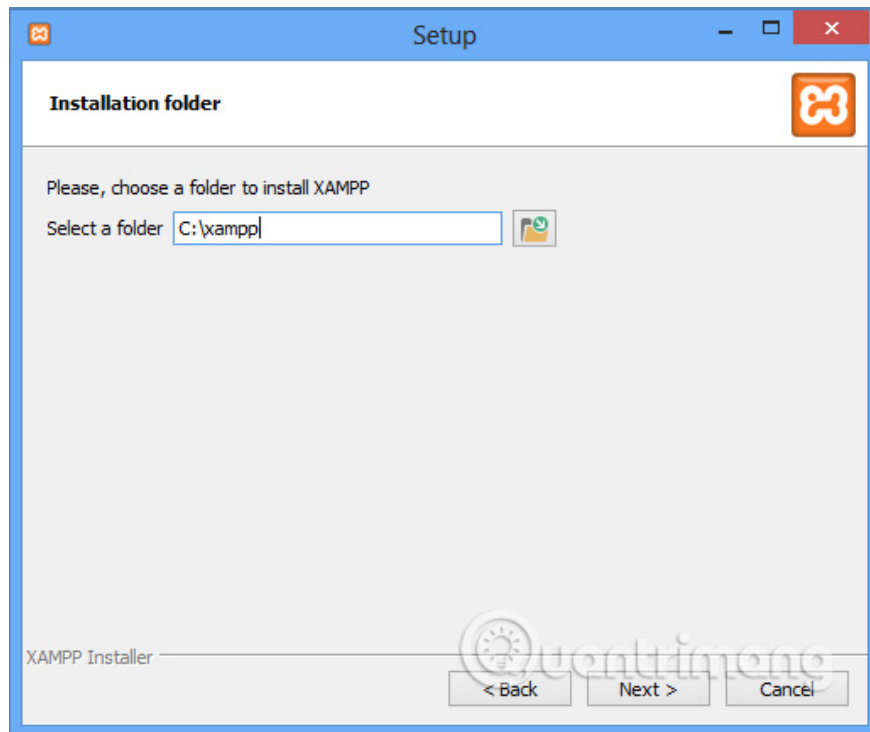 Setup
Installation folder
Please, choose a folder to install XAMPP
Select a folder C:\xampp
XAMPP Installer
Quantrimang
< Back Next > Cancel